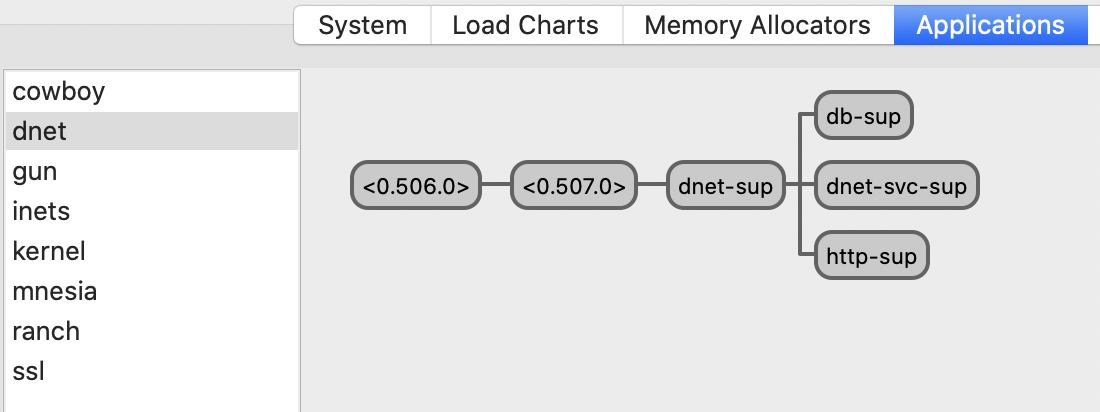 System Load Charts Memory Allocators Applications
cowboy
dnet
gun
inets
kernel
mnesia
ranch
ssl
db-sup
<0.506.0> <0.507.0> dnet-sup dnet-svc-sup
http-sup